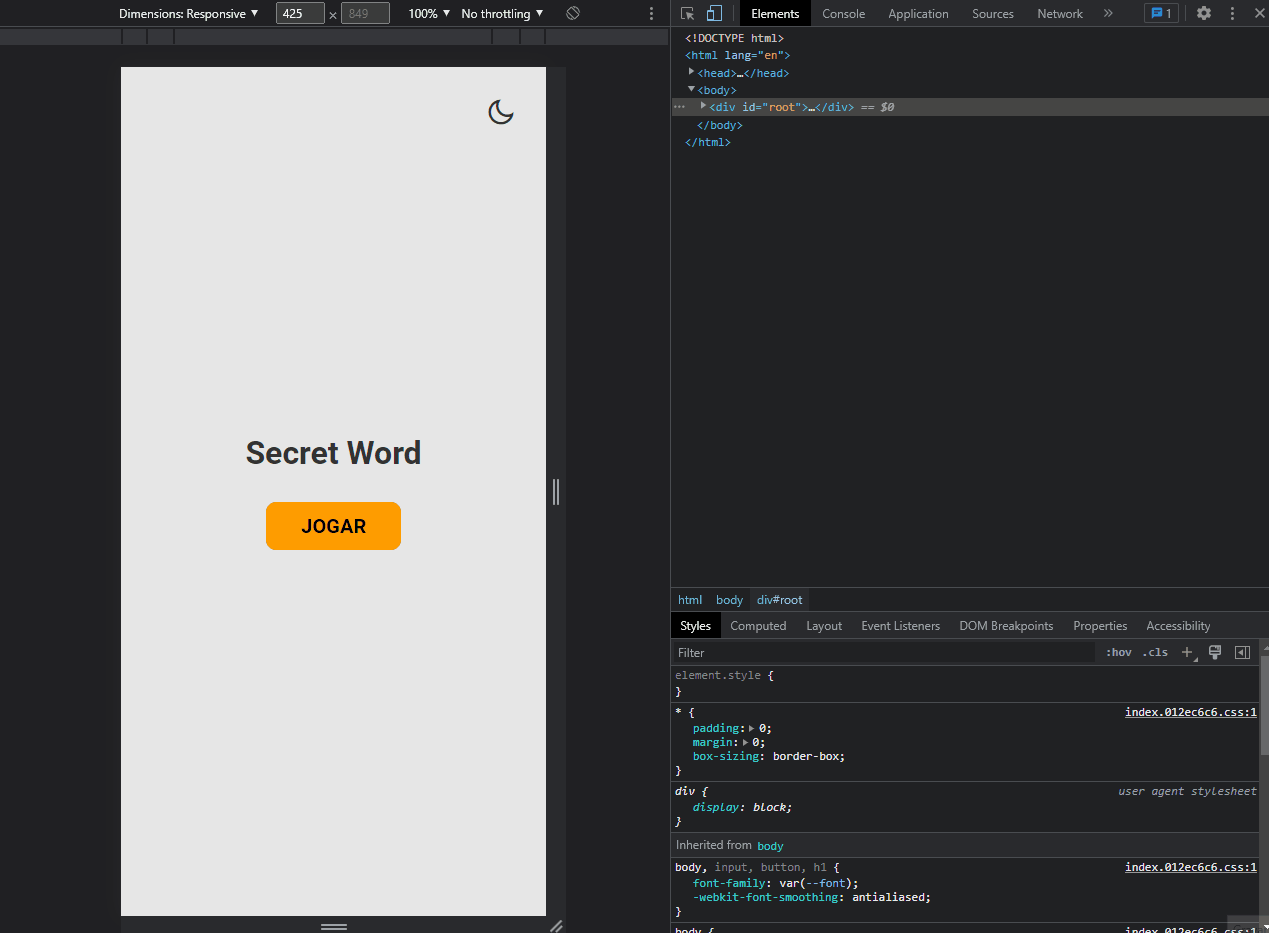 Dimensions: Responsive ▼ 425 × 849 100% ▼ No throttling ▼
Elements Console Application Sources Network » 1
<!DOCTYPE html>
<html lang="en">
<head>…</head>
<body>
<div id="root">…</div> == $0
</body>
</html>
Secret Word
JOGAR
html body div#root
Styles Computed Layout Event Listeners DOM Breakpoints Properties Accessibility
Filter :hov .cls +
element.style {
}
* { index.012ec6c6.css:1
padding: 0;
margin: 0;
box-sizing: border-box;
}
div { user agent stylesheet
display: block;
}
Inherited from body
body, input, button, h1 { index.012ec6c6.css:1
font-family: var(--font);
-webkit-font-smoothing: antialiased;
}
body { index.012ec6c6.css:1